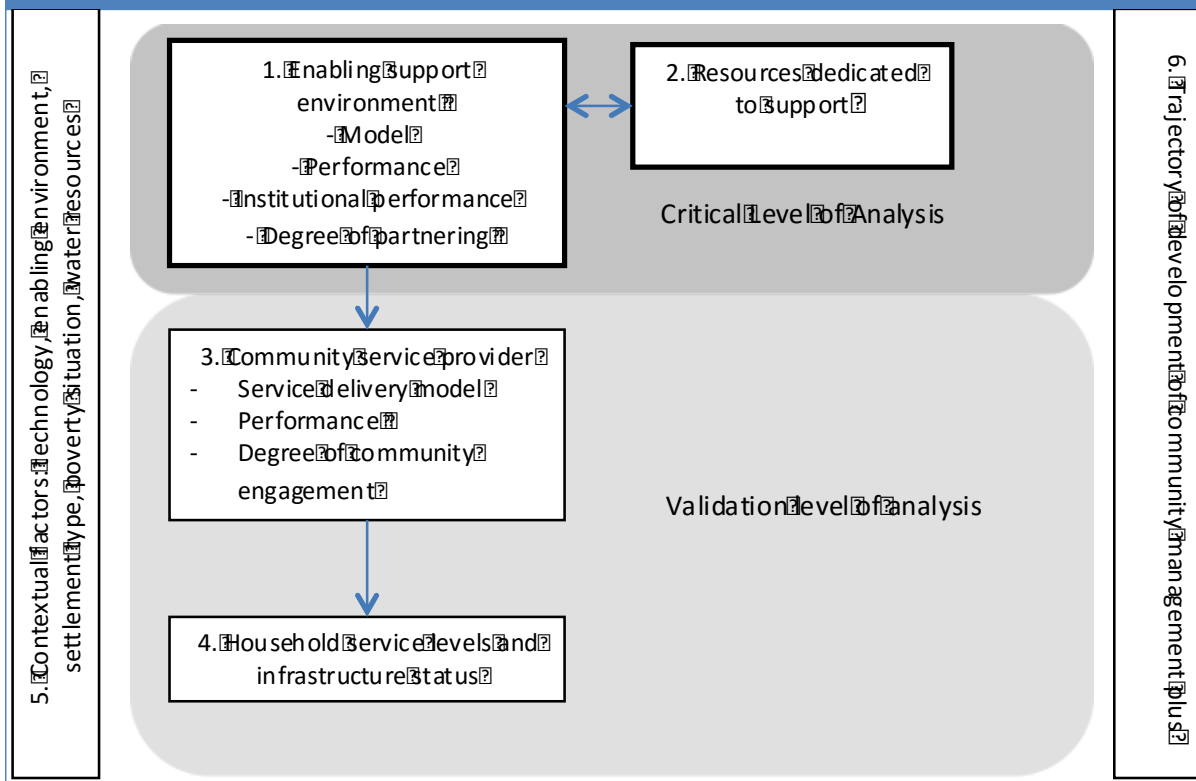 5. Contextual factors: technology, enabling environment,
settlement type, poverty situation, water resources
1. Enabling support
environment
- Model
- Performance
- Institutional performance
- Degree of partnering
2. Resources dedicated
to support
Critical Level of Analysis
3. Community service provider
- Service delivery model
- Performance
- Degree of community
engagement
Validation level of analysis
4. Household service levels and
infrastructure status
6. Trajectory of development of community management plus